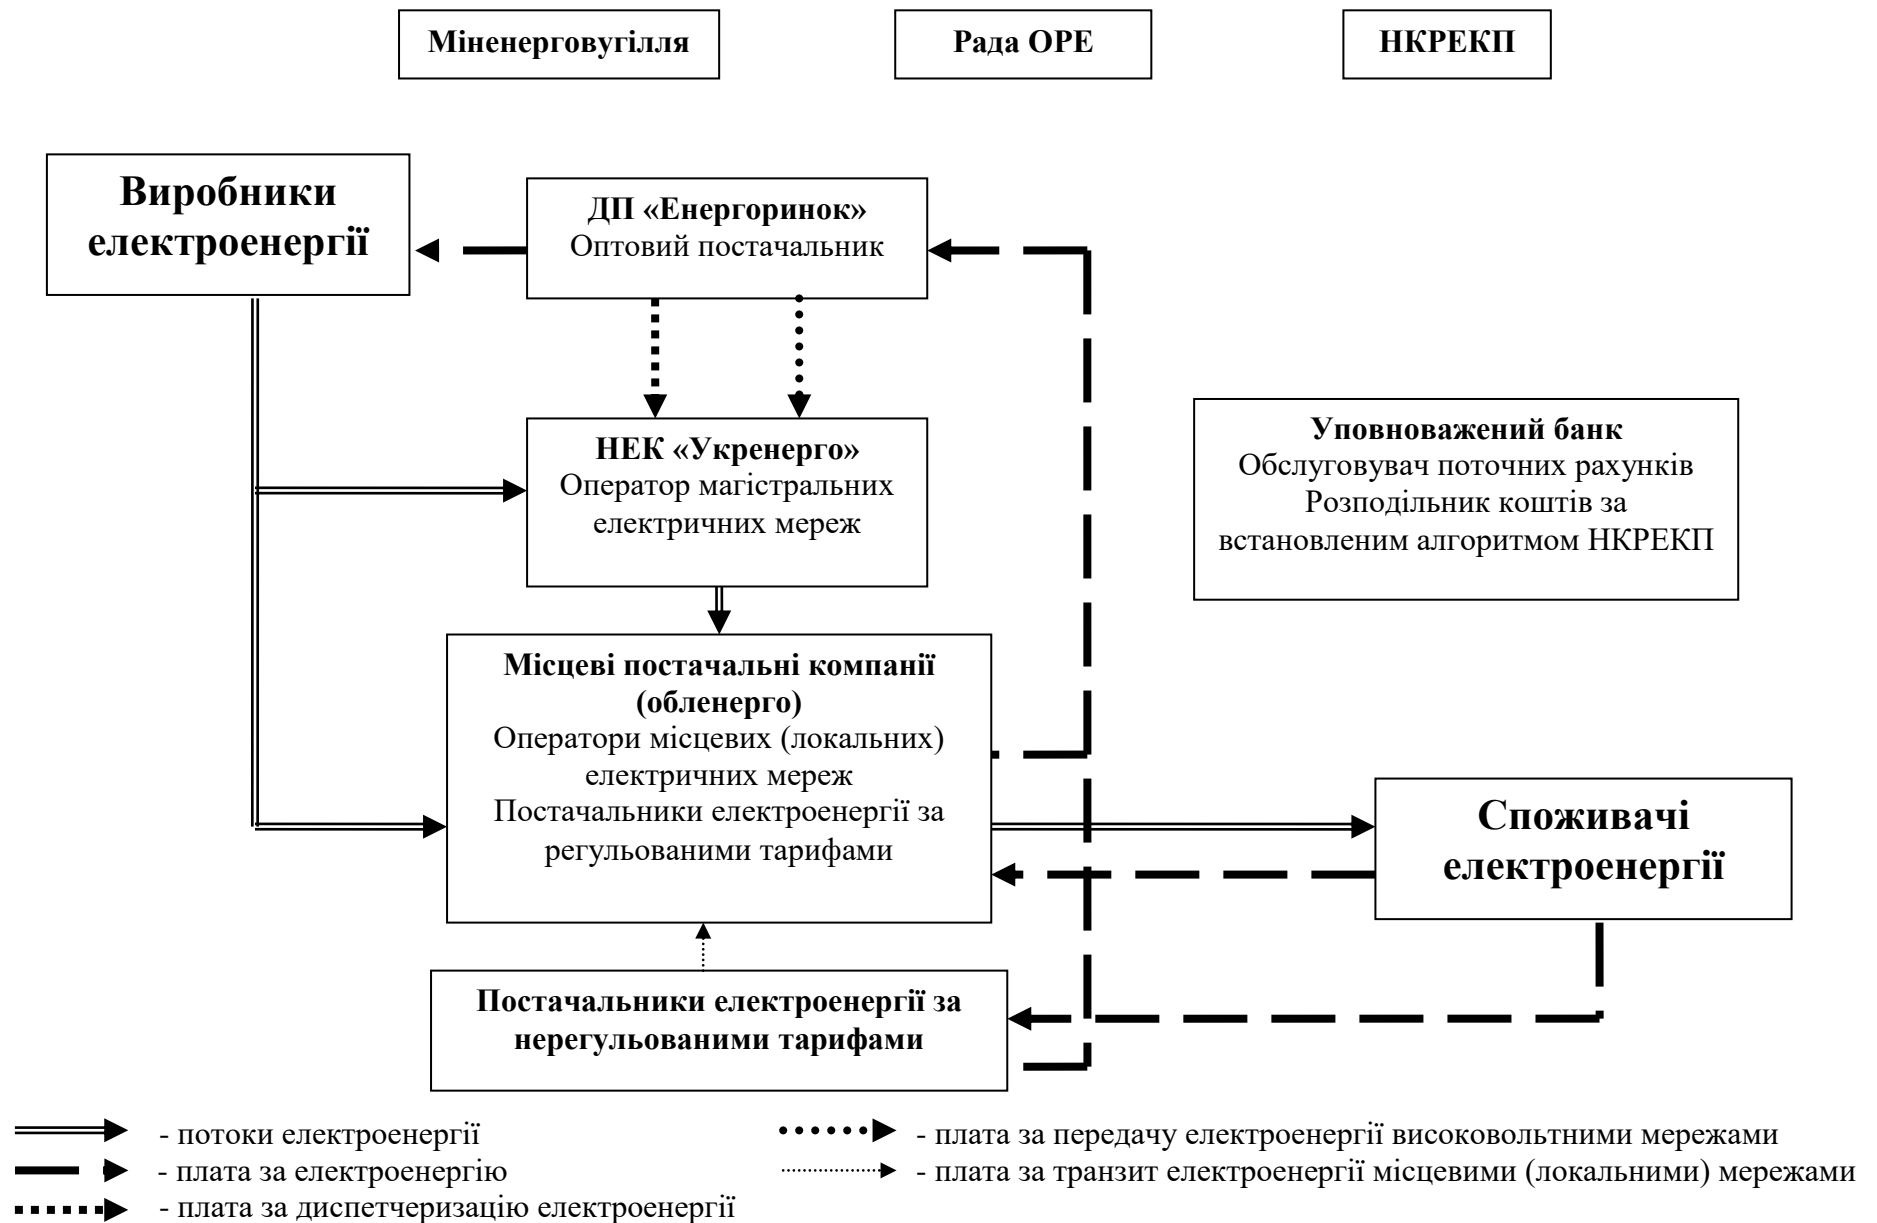 Міненерговугілля
Рада ОРЕ
НКРЕКП
Виробники
електроенергії
ДП «Енергоринок»
Оптовий постачальник
НЕК «Укренерго»
Оператор магістральних
електричних мереж
Уповноважений банк
Обслуговувач поточних рахунків
Розподільник коштів за
встановленим алгоритмом НКРЕКП
Місцеві постачальні компанії
(обленерго)
Оператори місцевих (локальних)
електричних мереж
Постачальники електроенергії за
регульованими тарифами
Споживачі
електроенергії
Постачальники електроенергії за
нерегульованими тарифами
- потоки електроенергії
- плата за електроенергію
- плата за диспетчеризацію електроенергії
- плата за передачу електроенергії високовольтними мережами
- плата за транзит електроенергії місцевими (локальними) мережами